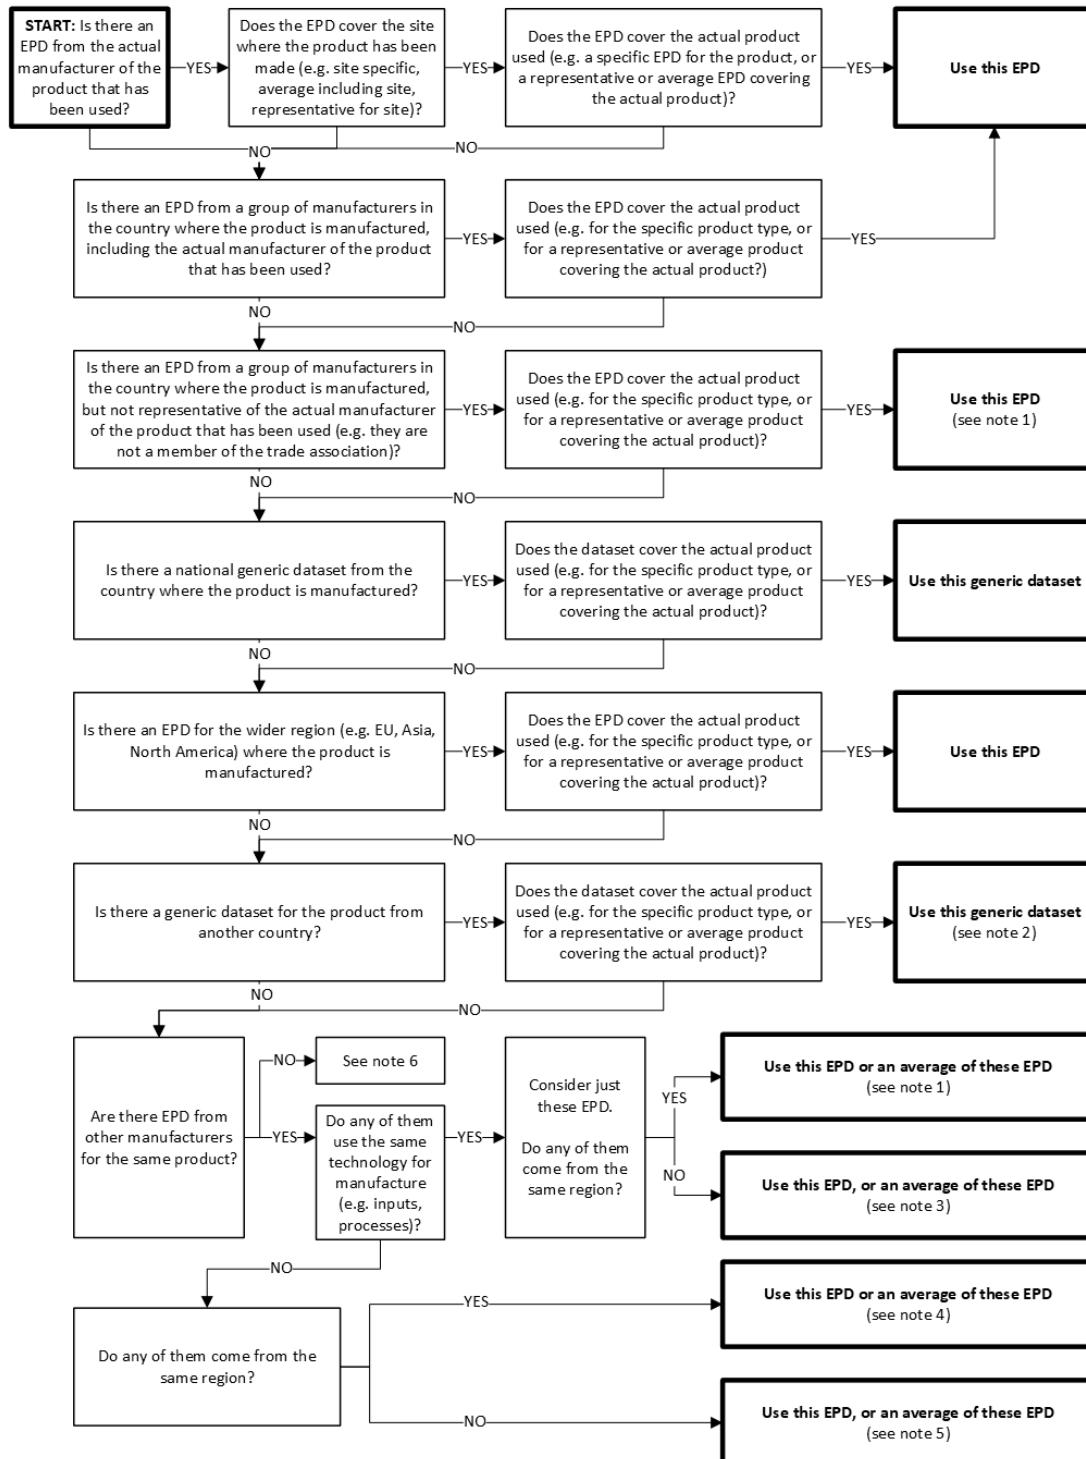 START: Is there an
EPD from the actual
manufacturer of the
product that has
been used?
YES
Does the EPD cover the site
where the product has been
made (e.g. site specific,
average including site,
representative for site)?
YES
Does the EPD cover the actual product
used (e.g. a specific EPD for the product, or
a representative or average EPD covering
the actual product)?
YES
Use this EPD
NO
NO
Is there an EPD from a group of manufacturers in
the country where the product is manufactured,
including the actual manufacturer of the product
that has been used?
YES
Does the EPD cover the actual product
used (e.g. for the specific product type, or
for a representative or average product
covering the actual product?)
YES
NO
NO
Is there an EPD from a group of manufacturers in
the country where the product is manufactured,
but not representative of the actual manufacturer
of the product that has been used (e.g. they are
not a member of the trade association)?
YES
Does the EPD cover the actual product
used (e.g. for the specific product type, or
for a representative or average product
covering the actual product)?
YES
Use this EPD
(see note 1)
NO
NO
Is there a national generic dataset from the
country where the product is manufactured?
YES
Does the dataset cover the actual product
used (e.g. for the specific product type, or
for a representative or average product
covering the actual product)?
YES
Use this generic dataset
NO
NO
Is there an EPD for the wider region (e.g. EU, Asia,
North America) where the product is
manufactured?
YES
Does the EPD cover the actual product
used (e.g. for the specific product type, or
for a representative or average product
covering the actual product)?
YES
Use this EPD
NO
NO
Is there a generic dataset for the product from
another country?
YES
Does the dataset cover the actual product
used (e.g. for the specific product type, or
for a representative or average product
covering the actual product)?
YES
Use this generic dataset
(see note 2)
NO
NO
Are there EPD from
other manufacturers
for the same product?
NO
See note 6
YES
Do any of them
use the same
technology for
manufacture
(e.g. inputs,
processes)?
YES
Consider just
these EPD.
Do any of them
come from the
same region?
YES
Use this EPD or an average of these EPD
(see note 1)
NO
Use this EPD, or an average of these EPD
(see note 3)
NO
Do any of them come from the
same region?
YES
Use this EPD or an average of these EPD
(see note 4)
NO
Use this EPD, or an average of these EPD
(see note 5)